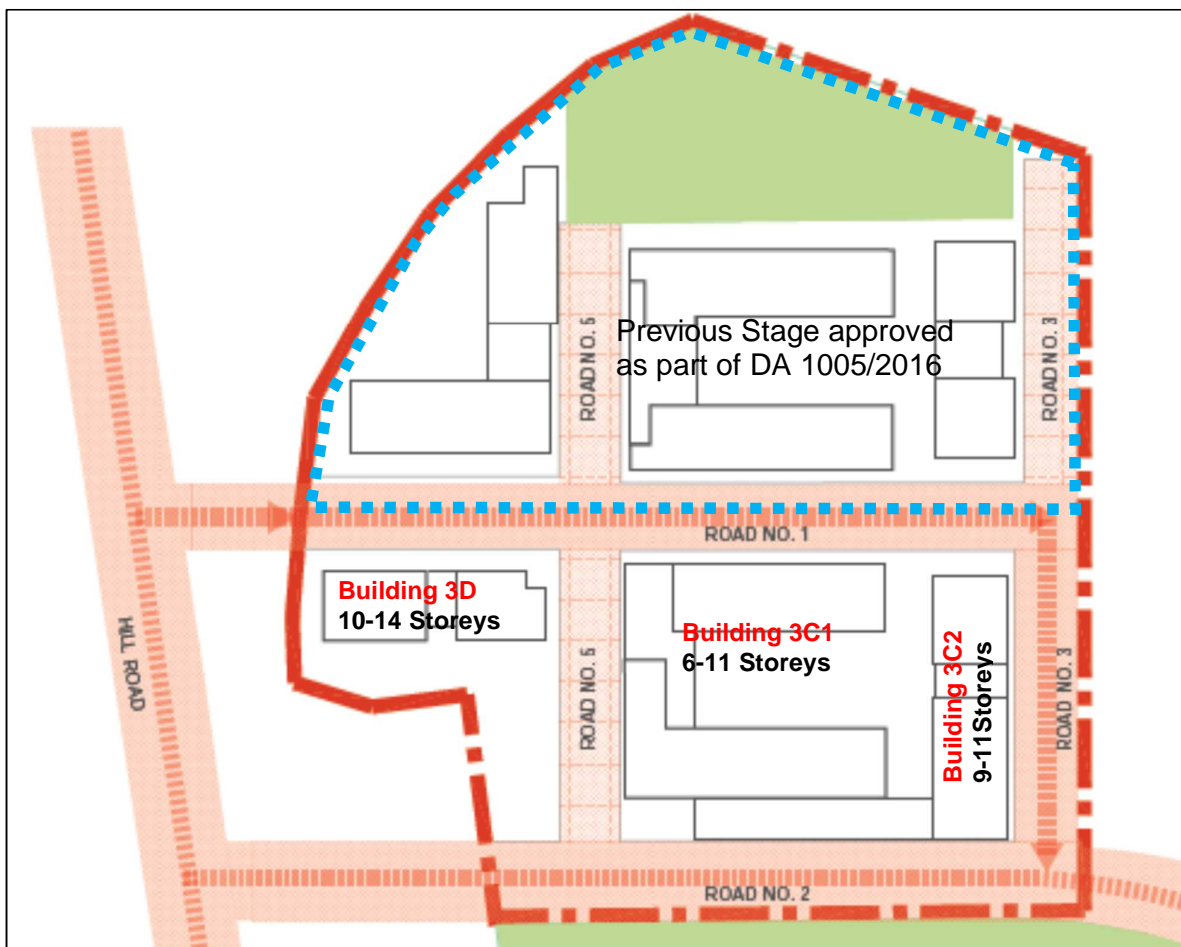 Previous Stage approved
as part of DA 1005/2016
ROAD NO. 5
ROAD NO. 3
ROAD NO. 1
Building 3D
10-14 Storeys
HILL ROAD
ROAD NO. 5
Building 3C1
6-11 Storeys
Building 3C2
9-11Storeys
ROAD NO. 3
ROAD NO. 2